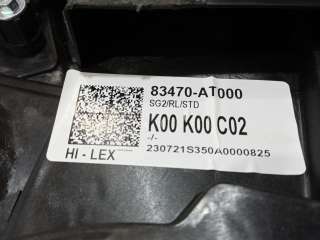 83470-AT000
SG2/RL/STD
K00 K00 C02
-/-
HI - LEX
230721S350A0000825